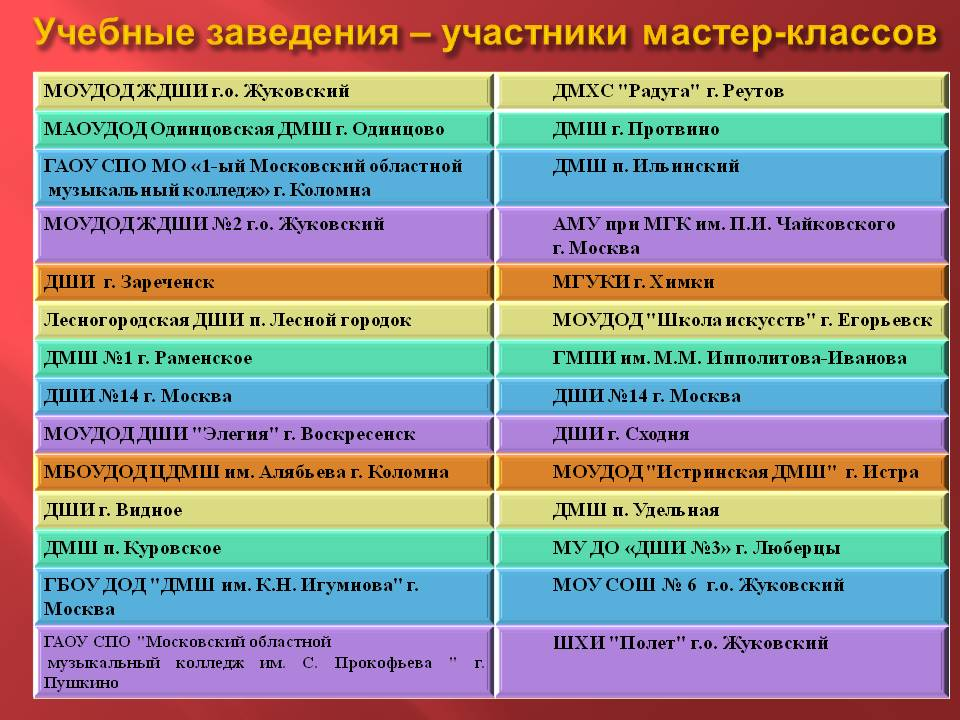 Учебные заведения – участники мастер-классов
МОУДОД ЖДШИ г.о. Жуковский
ДМХС "Радуга" г. Реутов
МАОУДОД Одинцовская ДМШ г. Одинцово
ДМШ г. Протвино
ГАОУ СПО МО «1-ый Московский областной
музыкальный колледж» г. Коломна
ДМШ п. Ильинский
МОУДОД ЖДШИ №2 г.о. Жуковский
АМУ при МГК им. П.И. Чайковского
г. Москва
ДШИ г. Зареченск
МГУКИ г. Химки
Лесногородская ДШИ п. Лесной городок
МОУДОД "Школа искусств" г. Егорьевск
ДМШ №1 г. Раменское
ГМПИ им. М.М. Ипполитова-Иванова
ДШИ №14 г. Москва
ДШИ №14 г. Москва
МОУДОД ДШИ "Элегия" г. Воскресенск
ДШИ г. Сходня
МБОУДОД ЦДМШ им. Алябьева г. Коломна
МОУДОД "Истринская ДМШ" г. Истра
ДШИ г. Видное
ДМШ п. Удельная
ДМШ п. Куровское
МУ ДО «ДШИ №3» г. Люберцы
ГБОУ ДОД "ДМШ им. К.Н. Игумнова" г.
Москва
МОУ СОШ № 6 г.о. Жуковский
ГАОУ СПО "Московский областной
музыкальный колледж им. С. Прокофьева " г.
Пушкино
ШХИ "Полет" г.о. Жуковский